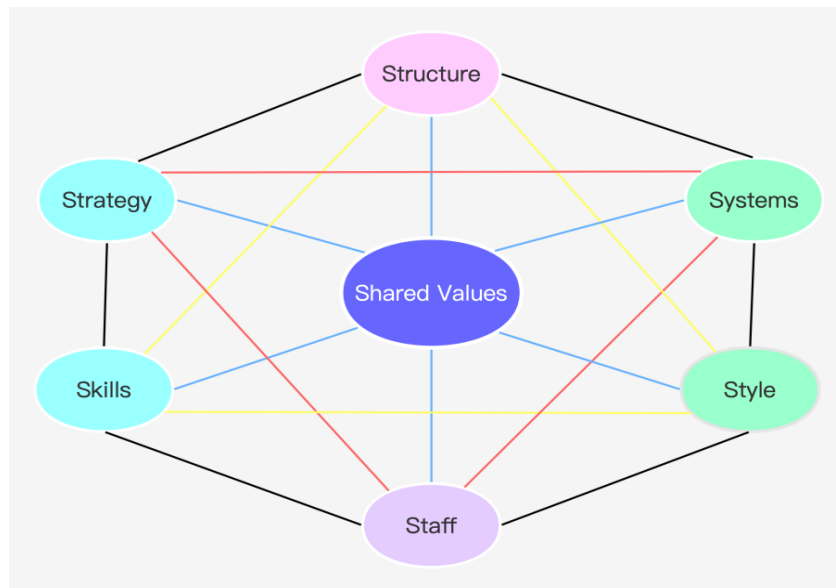 Structure
Strategy
Systems
Shared Values
Skills
Style
Staff